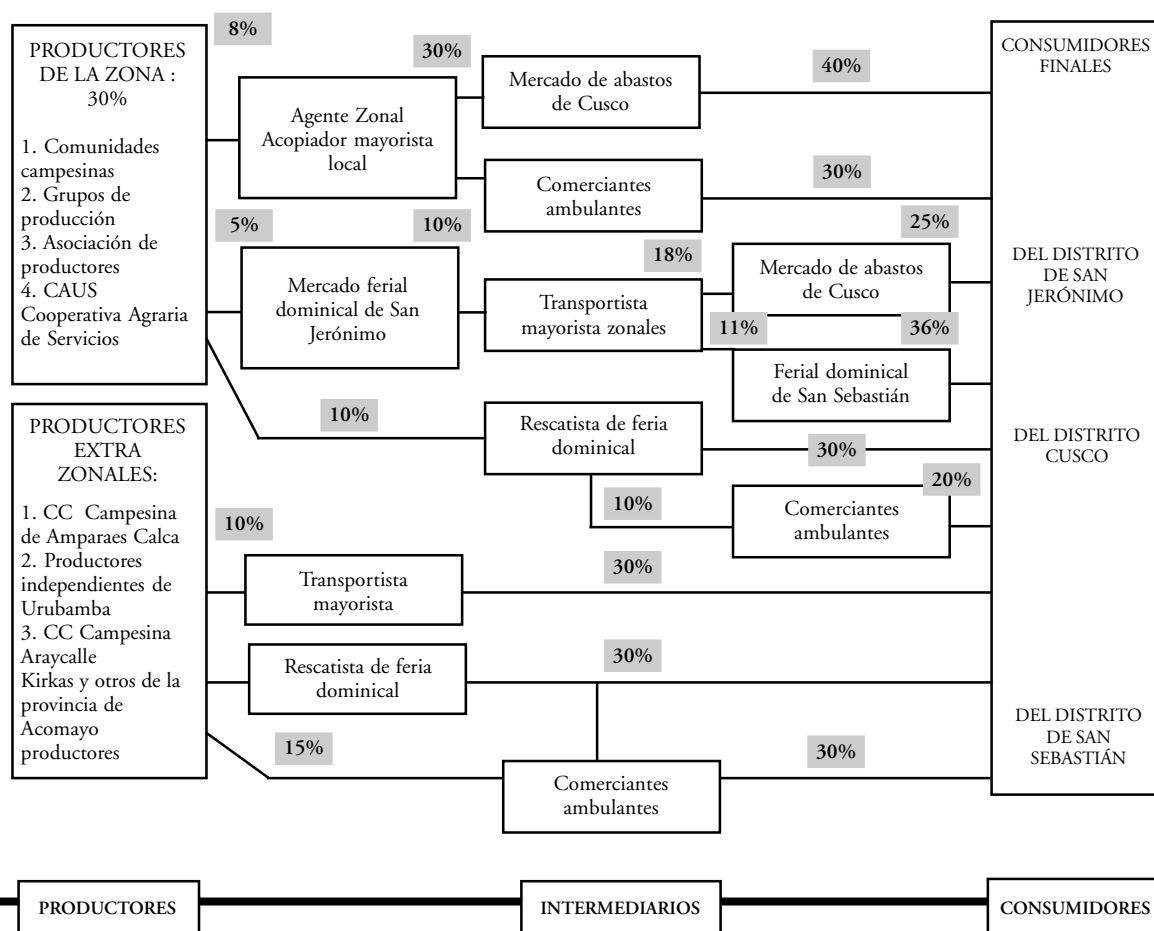 8%
PRODUCTORES
DE LA ZONA :
30%
1. Comunidades
campesinas
2. Grupos de
producción
3. Asociación de
productores
4. CAUS
Cooperativa Agraria
de Servicios
PRODUCTORES
EXTRA
ZONALES:
1. CC Campesina
de Amparaes Calca
2. Productores
independientes de
Urubamba
3. CC Campesina
Araycalle
Kirkas y otros de la
provincia de
Acomayo
productores
30%
Agente Zonal
Acopiador mayorista
local
Mercado de abastos
de Cusco
40%
Comerciantes
ambulantes
30%
5%
Mercado ferial
dominical de San
Jerónimo
10%
Transportista
mayorista zonales
18%
Mercado de abastos
de Cusco
25%
11%
36%
Ferial dominical
de San Sebastián
10%
Rescatista de feria
dominical
30%
10%
Comerciantes
ambulantes
20%
10%
Transportista
mayorista
30%
Rescatista de feria
dominical
30%
15%
Comerciantes
ambulantes
30%
CONSUMIDORES
FINALES
DEL DISTRITO
DE SAN
JERÓNIMO
DEL DISTRITO
CUSCO
DEL DISTRITO
DE SAN
SEBASTIÁN
PRODUCTORES
INTERMEDIARIOS
CONSUMIDORES